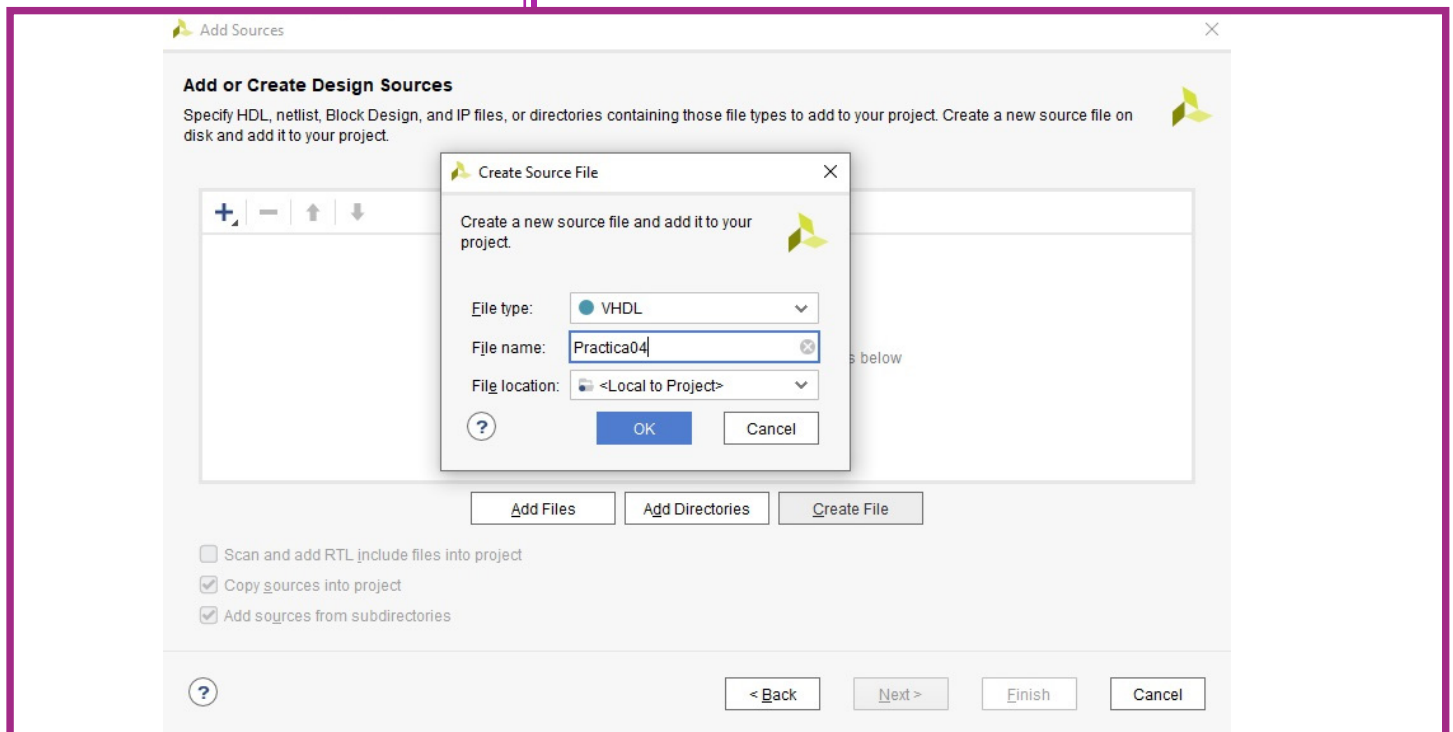 Add Sources
Add or Create Design Sources
Specify HDL, netlist, Block Design, and IP files, or directories containing those file types to add to your project. Create a new source file on
disk and add it to your project.
Create Source File
Create a new source file and add it to your
project.
File type: VHDL
File name: Practica04
File location: <Local to Project>
? OK Cancel
below
Add Files Add Directories Create File
Scan and add RTL include files into project
Copy sources into project
Add sources from subdirectories
? < Back Next > Finish Cancel